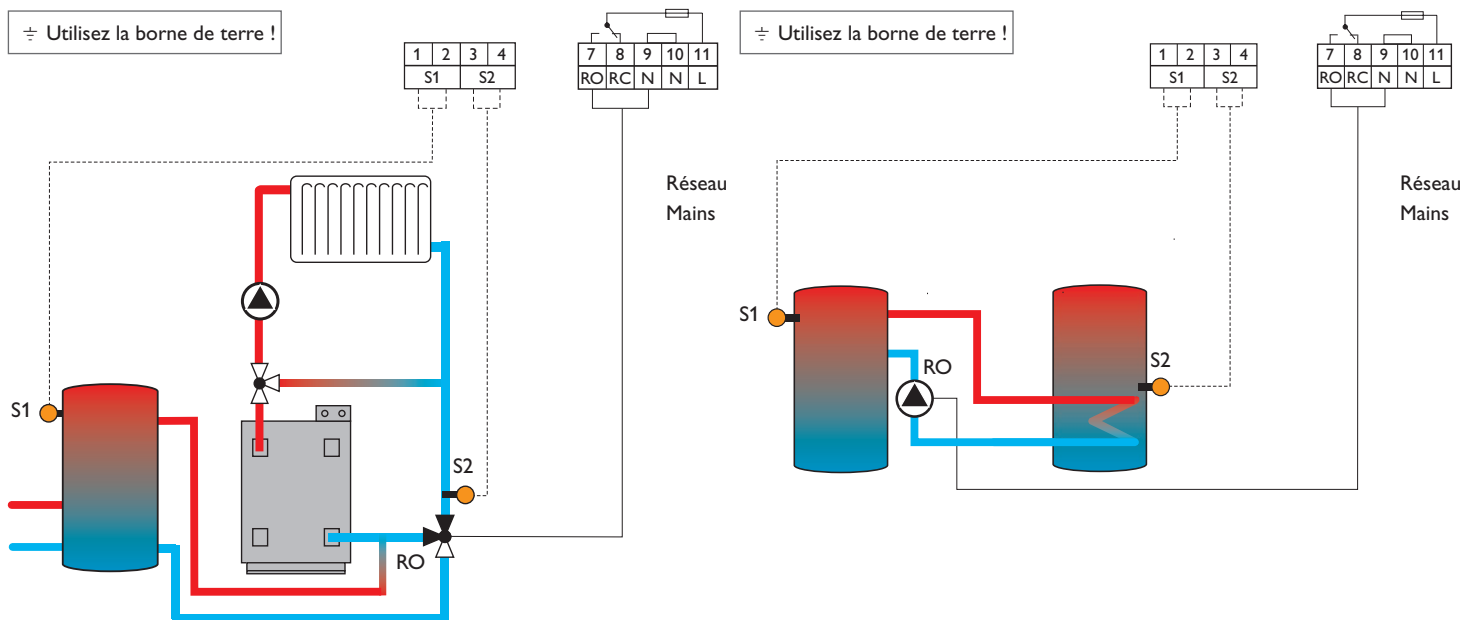 ⏚ Utilisez la borne de terre !
1 2 3 4
S1 S2
7 8 9 10 11
RO RC N N L
Réseau
Mains
S1
S2
RO
⏚ Utilisez la borne de terre !
1 2 3 4
S1 S2
7 8 9 10 11
RO RC N N L
Réseau
Mains
S1
RO
S2